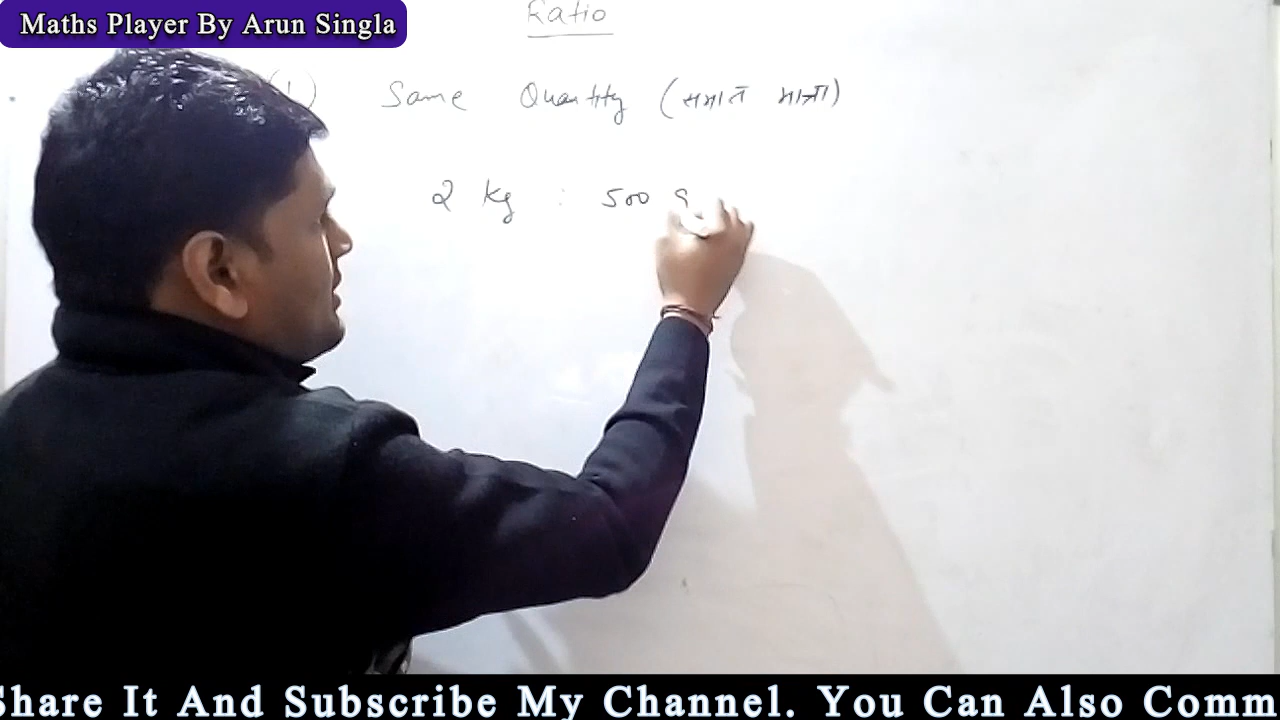 Maths Player By Arun Singla
Ratio
(1) Same Quantity (समान मात्रा)
2 kg : 500 g
Share It And Subscribe My Channel. You Can Also Comm